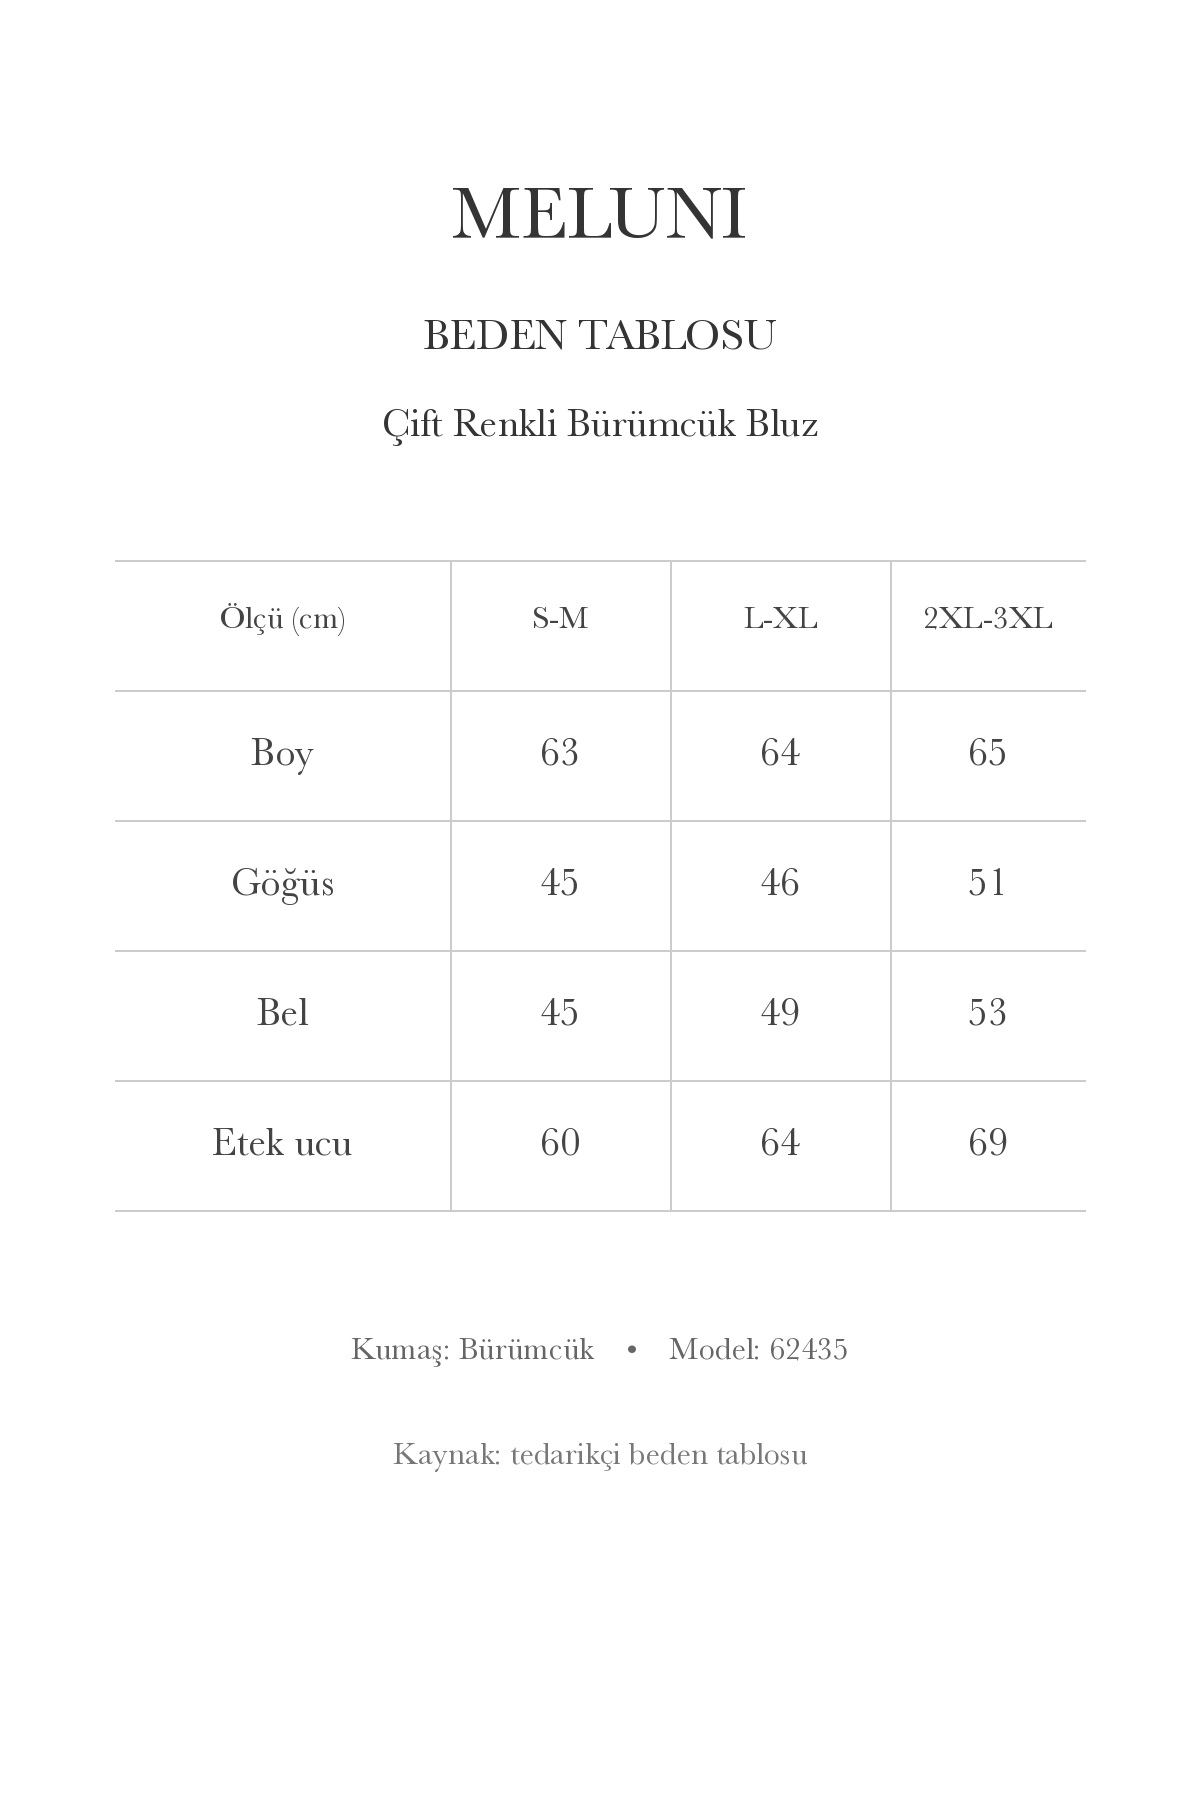 MELUNI
BEDEN TABLOSU
Çift Renkli Bürümcük Bluz
Ölçü (cm) S-M L-XL 2XL-3XL
Boy 63 64 65
Göğüs 45 46 51
Bel 45 49 53
Etek ucu 60 64 69
Kumaş: Bürümcük • Model: 62435
Kaynak: tedarikçi beden tablosu